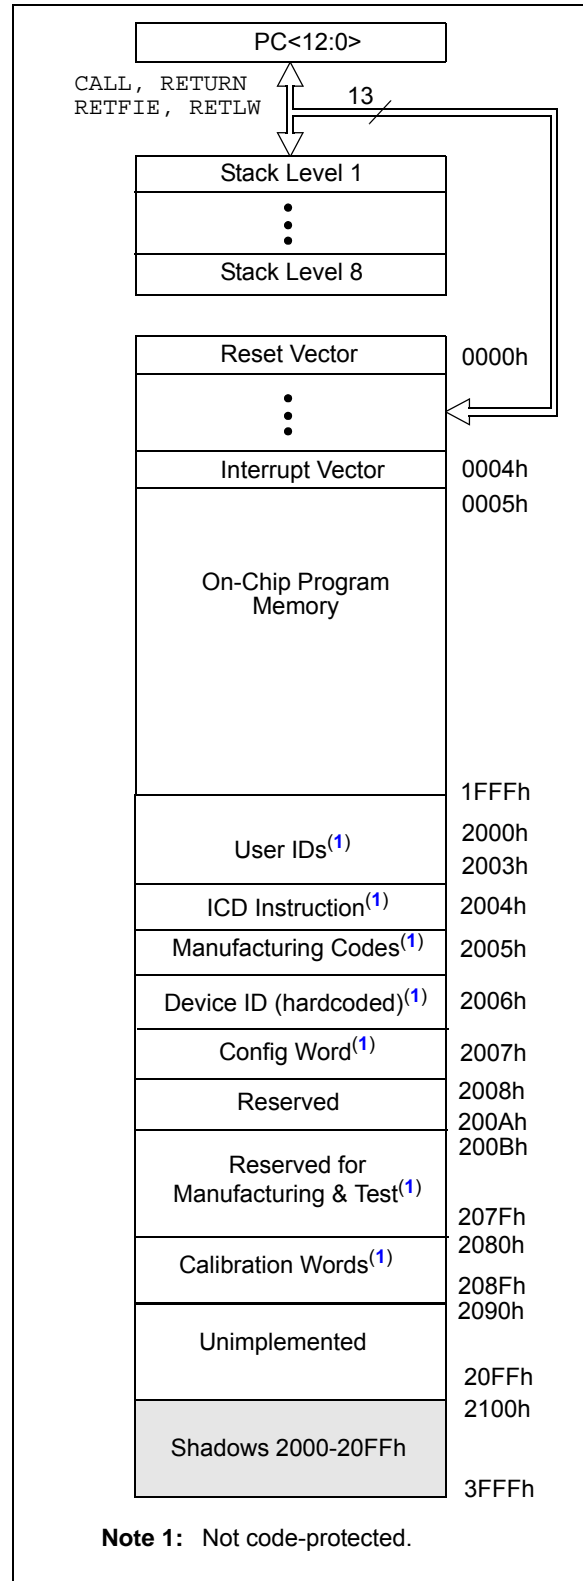 PC<12:0>
CALL, RETURN
RETFIE, RETLW
13
Stack Level 1
Stack Level 8
Reset Vector 0000h
Interrupt Vector 0004h
0005h
On-Chip Program
Memory
1FFFh
2000h
User IDs(1)
2003h
ICD Instruction(1) 2004h
Manufacturing Codes(1) 2005h
Device ID (hardcoded)(1) 2006h
Config Word(1) 2007h
2008h
Reserved
200Ah
200Bh
Reserved for
Manufacturing & Test(1)
207Fh
2080h
Calibration Words(1)
208Fh
2090h
Unimplemented
20FFh
2100h
Shadows 2000-20FFh
3FFFh
Note 1: Not code-protected.